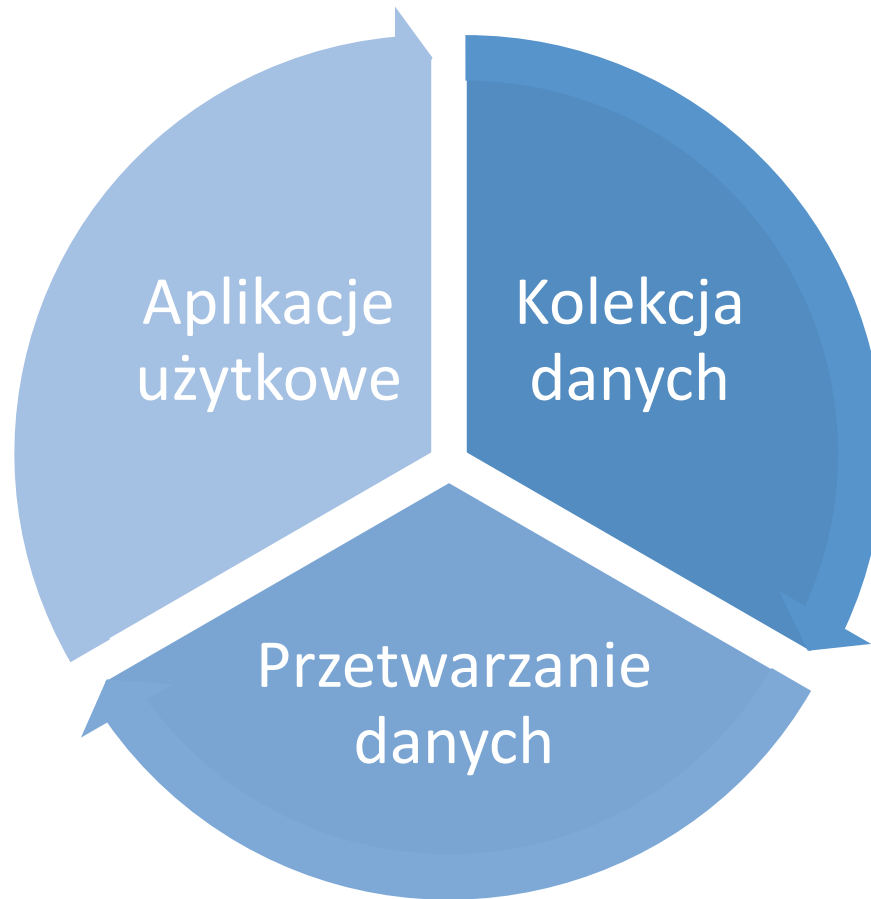 Aplikacje
użytkowe
Kolekcja
danych
Przetwarzanie
danych